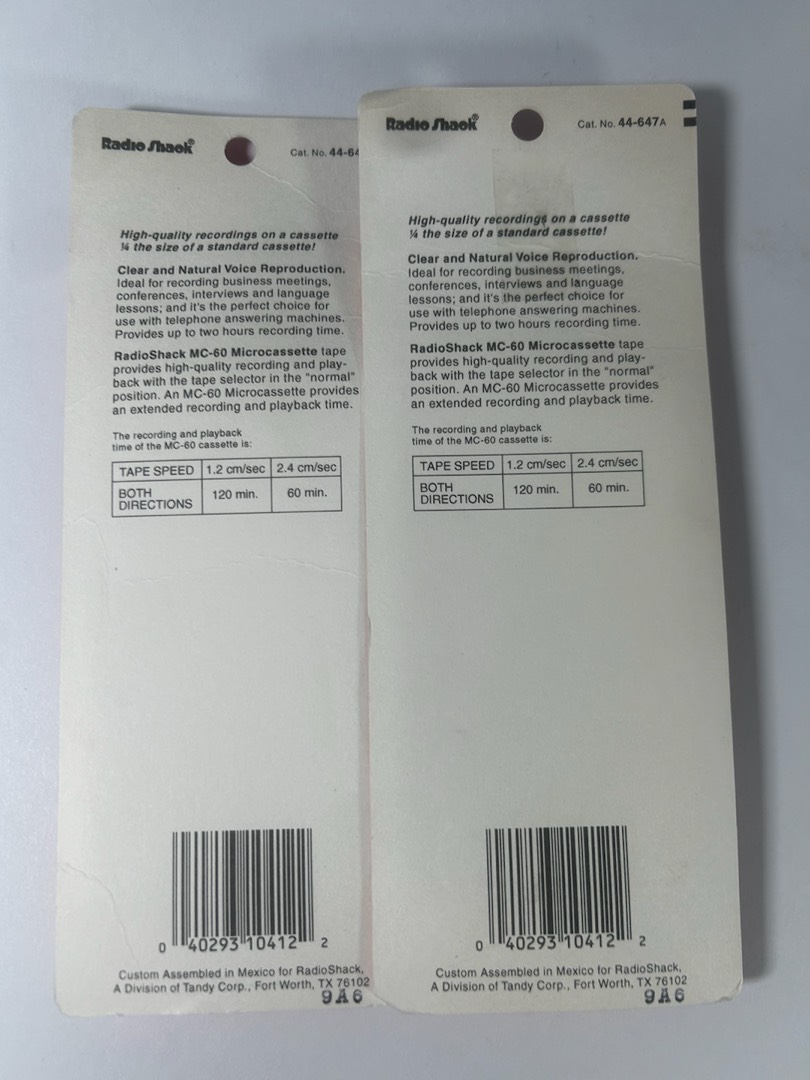 Radio Shack®
Cat. No. 44-64
High-quality recordings on a cassette
¼ the size of a standard cassette!
Clear and Natural Voice Reproduction.
Ideal for recording business meetings,
conferences, interviews and language
lessons; and it's the perfect choice for
use with telephone answering machines.
Provides up to two hours recording time.
RadioShack MC-60 Microcassette tape
provides high-quality recording and play-
back with the tape selector in the "normal"
position. An MC-60 Microcassette provides
an extended recording and playback time.
The recording and playback
time of the MC-60 cassette is:
TAPE SPEED 1.2 cm/sec 2.4 cm/sec
BOTH
DIRECTIONS 120 min. 60 min.
0 40293 10412 2
Custom Assembled in Mexico for RadioShack,
A Division of Tandy Corp., Fort Worth, TX 76102
9A6
Radio Shack®
Cat. No. 44-647A
High-quality recordings on a cassette
¼ the size of a standard cassette!
Clear and Natural Voice Reproduction.
Ideal for recording business meetings,
conferences, interviews and language
lessons; and it's the perfect choice for
use with telephone answering machines.
Provides up to two hours recording time.
RadioShack MC-60 Microcassette tape
provides high-quality recording and play-
back with the tape selector in the "normal"
position. An MC-60 Microcassette provides
an extended recording and playback time.
The recording and playback
time of the MC-60 cassette is:
TAPE SPEED 1.2 cm/sec 2.4 cm/sec
BOTH
DIRECTIONS 120 min. 60 min.
0 40293 10412 2
Custom Assembled in Mexico for RadioShack,
A Division of Tandy Corp., Fort Worth, TX 76102
9A6